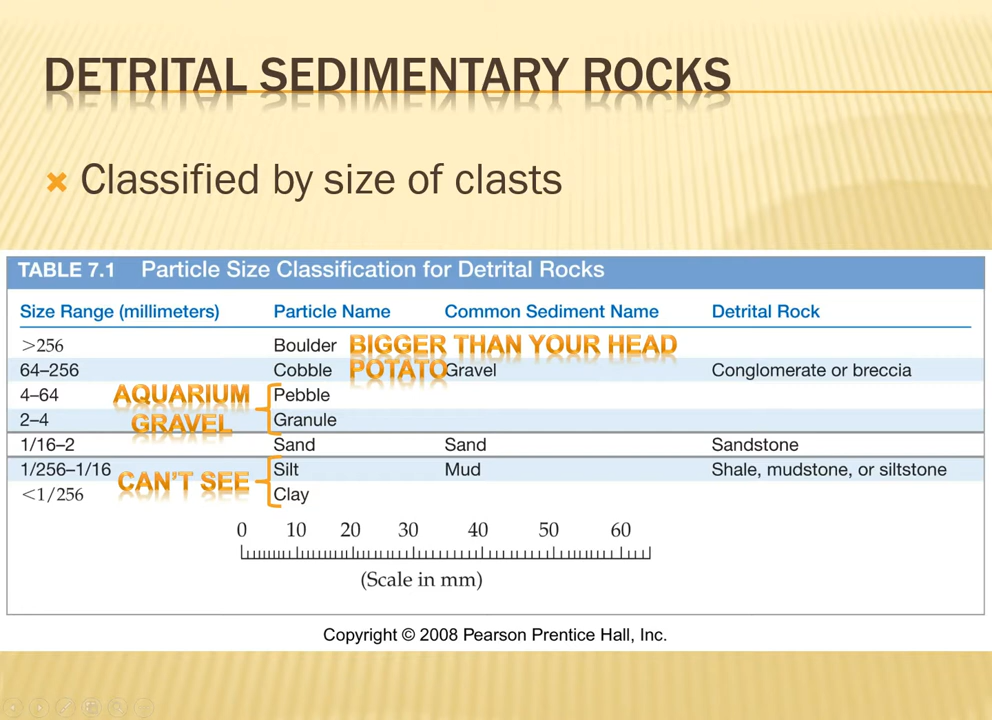 DETRITAL SEDIMENTARY ROCKS
Classified by size of clasts
TABLE 7.1 Particle Size Classification for Detrital Rocks
Size Range (millimeters) Particle Name Common Sediment Name Detrital Rock
>256 Boulder BIGGER THAN YOUR HEAD
64–256 Cobble POTATO Gravel Conglomerate or breccia
4–64 AQUARIUM Pebble
2–4 GRAVEL Granule
1/16–2 Sand Sand Sandstone
1/256–1/16 Silt Mud Shale, mudstone, or siltstone
CAN'T SEE
<1/256 Clay
0 10 20 30 40 50 60
(Scale in mm)
Copyright © 2008 Pearson Prentice Hall, Inc.